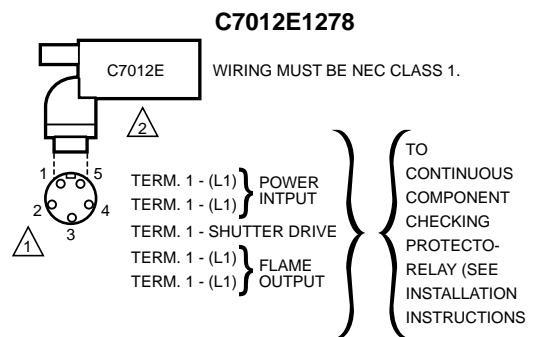 C7012E1278
C7012E
WIRING MUST BE NEC CLASS 1.
2
1 5
2 4
3
1
TERM. 1 - (L1)
TERM. 1 - (L1)
POWER
INTPUT
TERM. 1 - SHUTTER DRIVE
TERM. 1 - (L1)
TERM. 1 - (L1)
FLAME
OUTPUT
TO
CONTINUOUS
COMPONENT
CHECKING
PROTECTO-
RELAY (SEE
INSTALLATION
INSTRUCTIONS